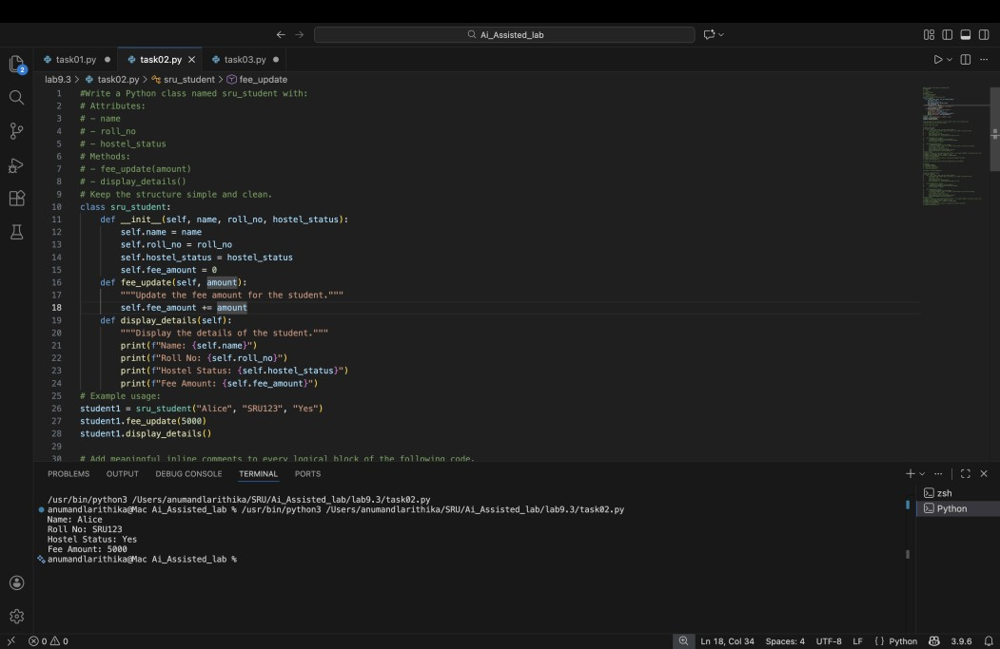 Ai_Assisted_lab
task01.py
task02.py
task03.py
2
lab9.3 > task02.py > sru_student > fee_update
1 #Write a Python class named sru_student with:
2 # Attributes:
3 # - name
4 # - roll_no
5 # - hostel_status
6 # Methods:
7 # - fee_update(amount)
8 # - display_details()
9 # Keep the structure simple and clean.
10 class sru_student:
11 def __init__(self, name, roll_no, hostel_status):
12 self.name = name
13 self.roll_no = roll_no
14 self.hostel_status = hostel_status
15 self.fee_amount = 0
16 def fee_update(self, amount):
17 """Update the fee amount for the student."""
18 self.fee_amount += amount
19 def display_details(self):
20 """Display the details of the student."""
21 print(f"Name: {self.name}")
22 print(f"Roll No: {self.roll_no}")
23 print(f"Hostel Status: {self.hostel_status}")
24 print(f"Fee Amount: {self.fee_amount}")
25 # Example usage:
26 student1 = sru_student("Alice", "SRU123", "Yes")
27 student1.fee_update(5000)
28 student1.display_details()
29
30 # Add meaningful inline comments to every logical block of the following code.
PROBLEMS OUTPUT DEBUG CONSOLE TERMINAL PORTS
/usr/bin/python3 /Users/anumandlarithika/SRU/Ai_Assisted_lab/lab9.3/task02.py
anumandlarithika@Mac Ai_Assisted_lab % /usr/bin/python3 /Users/anumandlarithika/SRU/Ai_Assisted_lab/lab9.3/task02.py
Name: Alice
Roll No: SRU123
Hostel Status: Yes
Fee Amount: 5000
anumandlarithika@Mac Ai_Assisted_lab %
zsh
Python
0 0
Ln 18, Col 34 Spaces: 4 UTF-8 LF { } Python 3.9.6